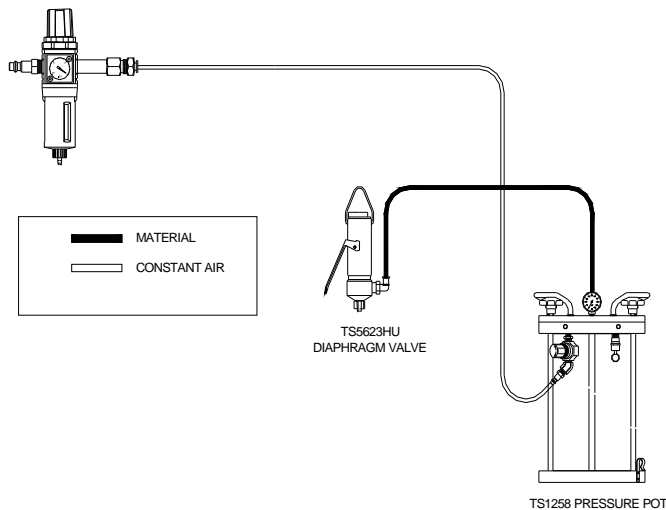 MATERIAL
CONSTANT AIR
TS5623HU
DIAPHRAGM VALVE
TS1258 PRESSURE POT